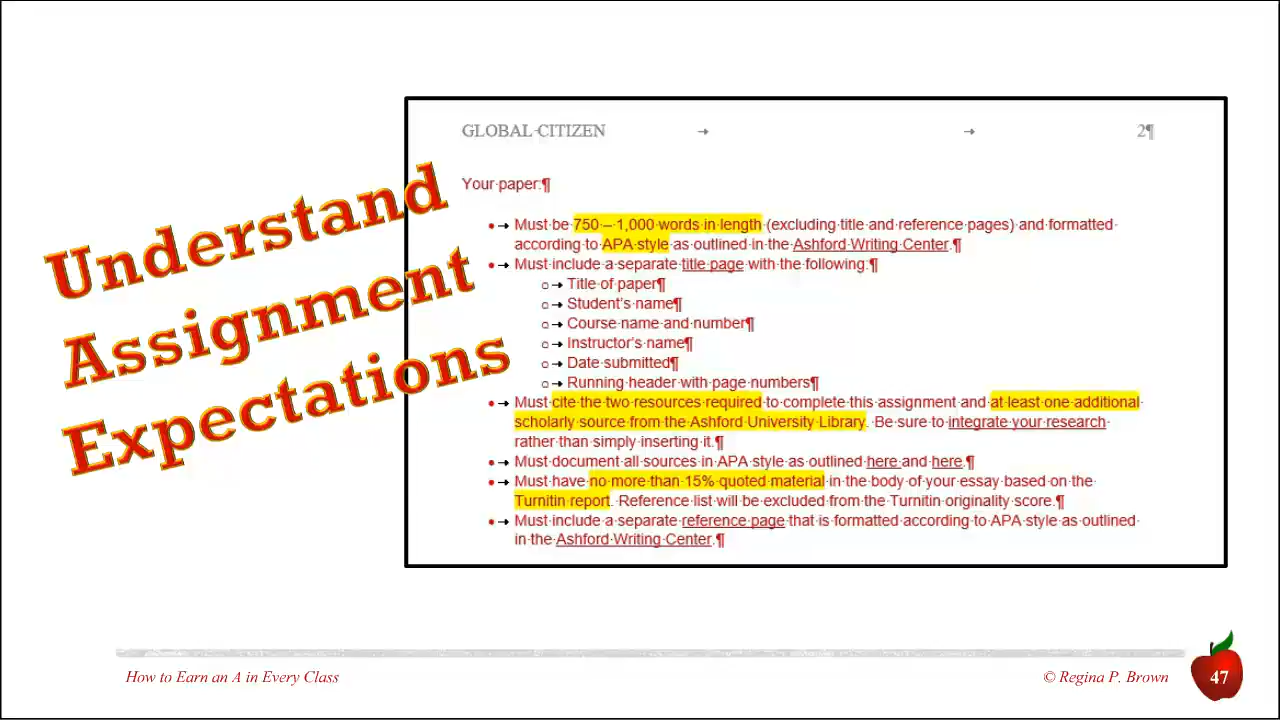 Understand
Assignment
Expectations
GLOBAL·CITIZEN → → 2¶
Your·paper:¶
•→Must·be·750·–·1,000·words·in·length·(excluding·title·and·reference·pages)·and·formatted·
according·to·APA·style·as·outlined·in·the·Ashford·Writing·Center.¶
•→Must·include·a·separate·title·page·with·the·following:¶
o→Title·of·paper¶
o→Student’s·name¶
o→Course·name·and·number¶
o→Instructor’s·name¶
o→Date·submitted¶
o→Running·header·with·page·numbers¶
•→Must·cite·the·two·resources·required·to·complete·this·assignment·and·at·least·one·additional·
scholarly·source·from·the·Ashford·University·Library.·Be·sure·to·integrate·your·research·
rather·than·simply·inserting·it.¶
•→Must·document·all·sources·in·APA·style·as·outlined·here·and·here.¶
•→Must·have·no·more·than·15%·quoted·material·in·the·body·of·your·essay·based·on·the·
Turnitin·report.·Reference·list·will·be·excluded·from·the·Turnitin·originality·score.¶
•→Must·include·a·separate·reference·page·that·is·formatted·according·to·APA·style·as·outlined·
in·the·Ashford·Writing·Center.¶
How to Earn an A in Every Class
© Regina P. Brown
47